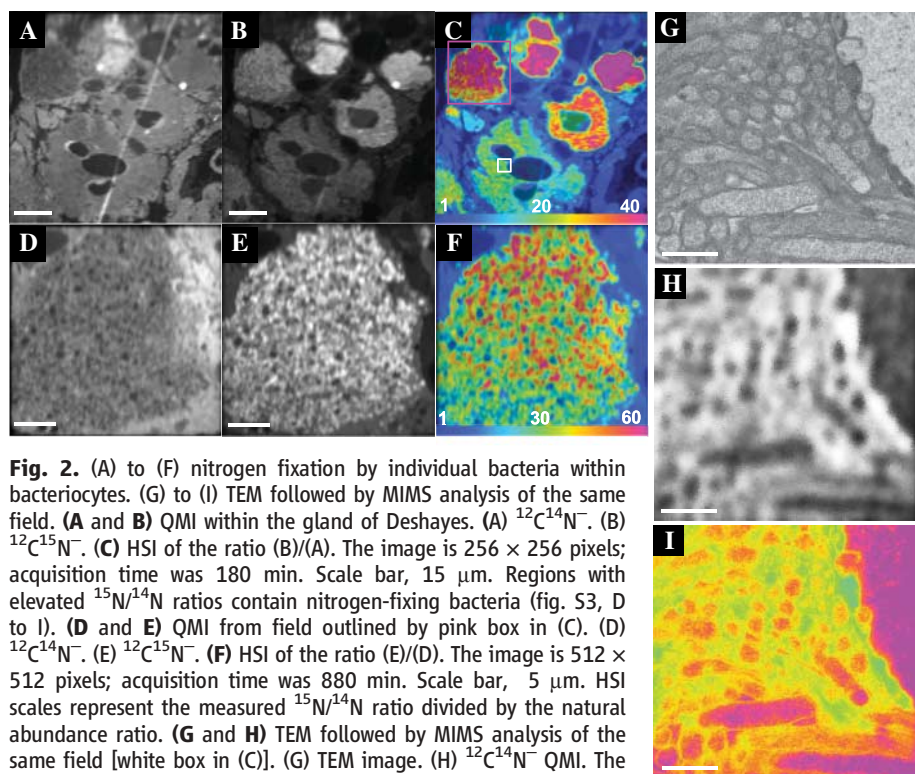 A
B
C
1 20 40
D
E
F
1 30 60
G
H
I
Fig. 2. (A) to (F) nitrogen fixation by individual bacteria within
bacteriocytes. (G) to (I) TEM followed by MIMS analysis of the same
field. (A and B) QMI within the gland of Deshayes. (A) ¹²C¹⁴N⁻. (B)
¹²C¹⁵N⁻. (C) HSI of the ratio (B)/(A). The image is 256 × 256 pixels;
acquisition time was 180 min. Scale bar, 15 μm. Regions with
elevated ¹⁵N/¹⁴N ratios contain nitrogen-fixing bacteria (fig. S3, D
to I). (D and E) QMI from field outlined by pink box in (C). (D)
¹²C¹⁴N⁻. (E) ¹²C¹⁵N⁻. (F) HSI of the ratio (E)/(D). The image is 512 ×
512 pixels; acquisition time was 880 min. Scale bar, 5 μm. HSI
scales represent the measured ¹⁵N/¹⁴N ratio divided by the natural
abundance ratio. (G and H) TEM followed by MIMS analysis of the
same field [white box in (C)]. (G) TEM image. (H) ¹²C¹⁴N⁻ QMI. The